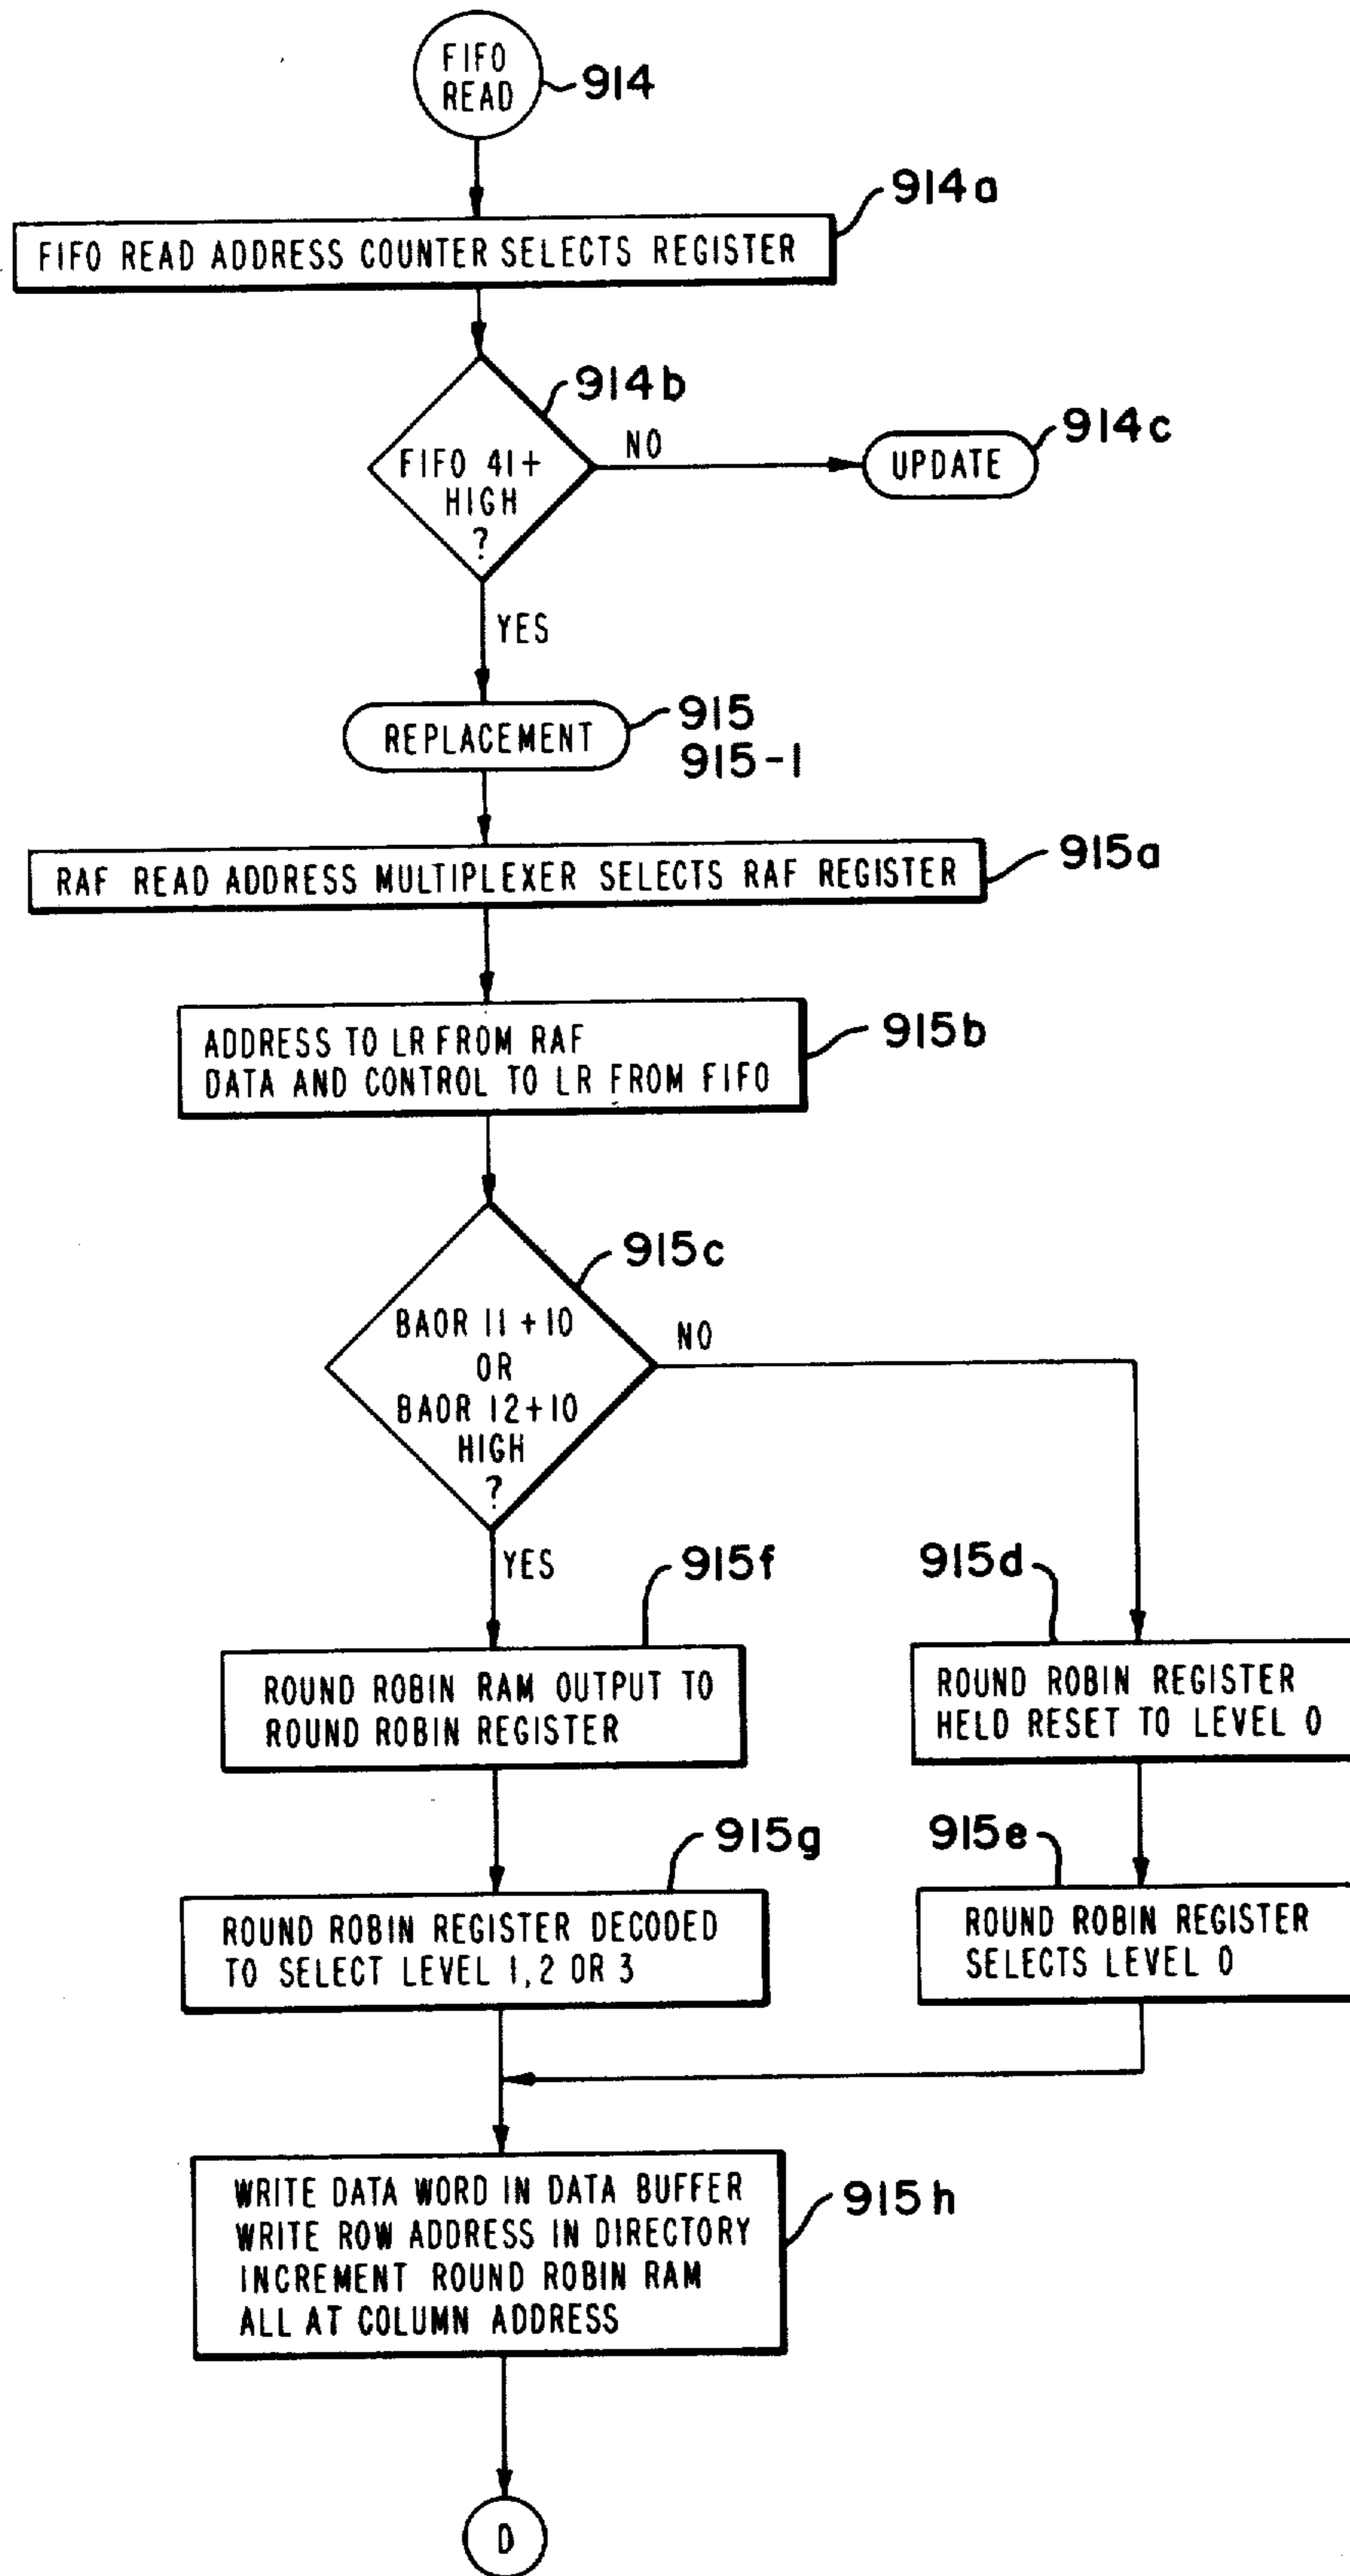 FIFO
READ
914
914a
FIFO READ ADDRESS COUNTER SELECTS REGISTER
914b
FIFO 41+
HIGH
?
NO
914c
UPDATE
YES
REPLACEMENT
915
915-1
915a
RAF READ ADDRESS MULTIPLEXER SELECTS RAF REGISTER
915b
ADDRESS TO LR FROM RAF
DATA AND CONTROL TO LR FROM FIFO
915c
BAOR 11+10
OR
BAOR 12+10
HIGH
?
NO
YES
915f
ROUND ROBIN RAM OUTPUT TO
ROUND ROBIN REGISTER
915d
ROUND ROBIN REGISTER
HELD RESET TO LEVEL 0
915g
ROUND ROBIN REGISTER DECODED
TO SELECT LEVEL 1, 2 OR 3
915e
ROUND ROBIN REGISTER
SELECTS LEVEL 0
915h
WRITE DATA WORD IN DATA BUFFER
WRITE ROW ADDRESS IN DIRECTORY
INCREMENT ROUND ROBIN RAM
ALL AT COLUMN ADDRESS
D